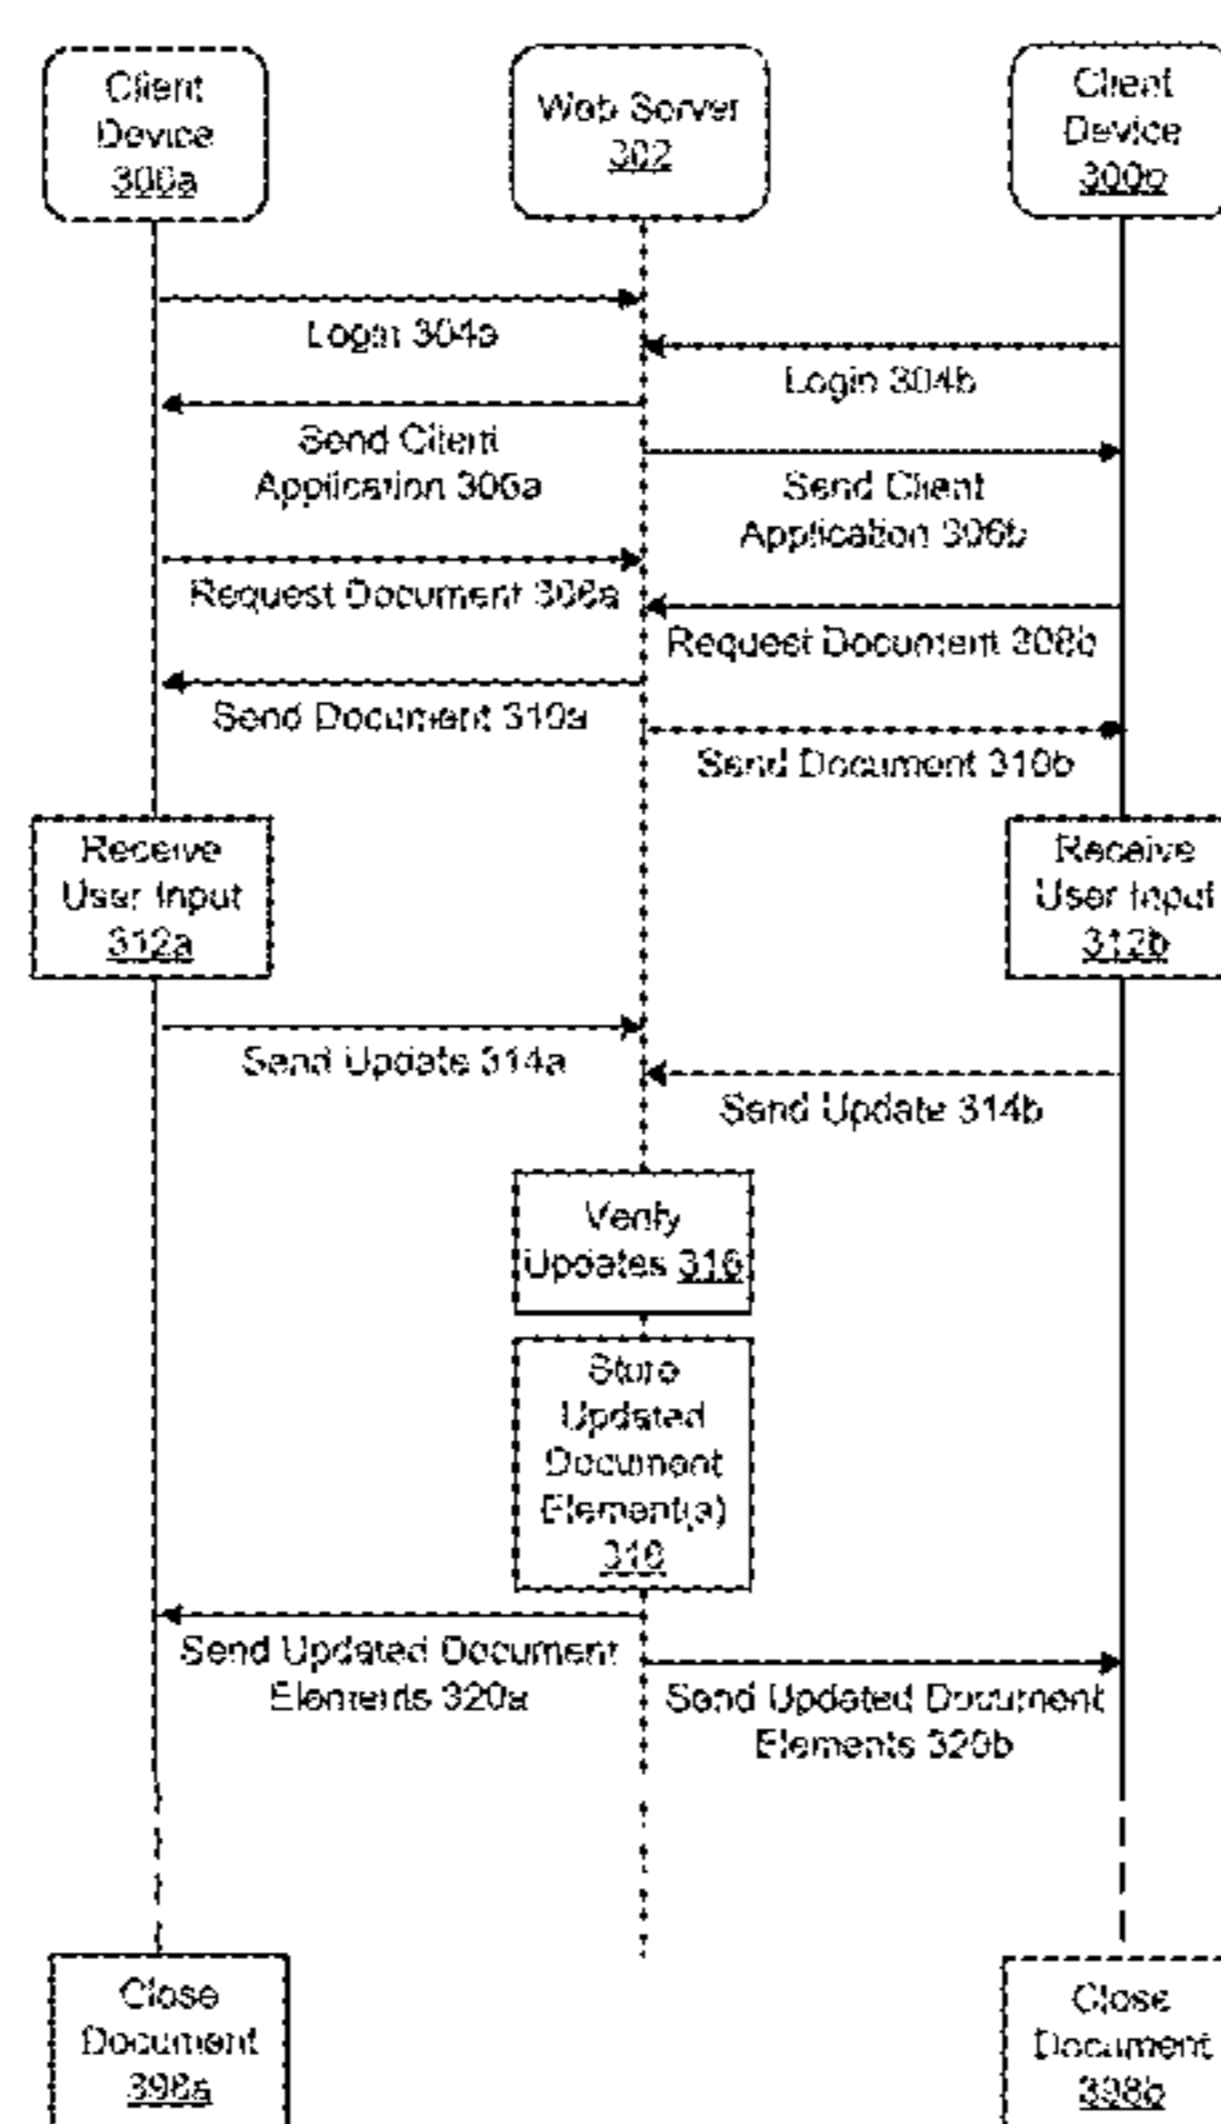 Client
Device
300a
Web Server
302
Client
Device
300b
Login 304a
Login 304b
Send Client
Application 306a
Send Client
Application 306b
Request Document 308a
Request Document 308b
Send Document 310a
Send Document 310b
Receive
User Input
312a
Receive
User Input
312b
Send Update 314a
Send Update 314b
Verify
Updates 316
Store
Updated
Document
Element(s)
318
Send Updated Document
Elements 320a
Send Updated Document
Elements 320b
Close
Document
398a
Close
Document
398b